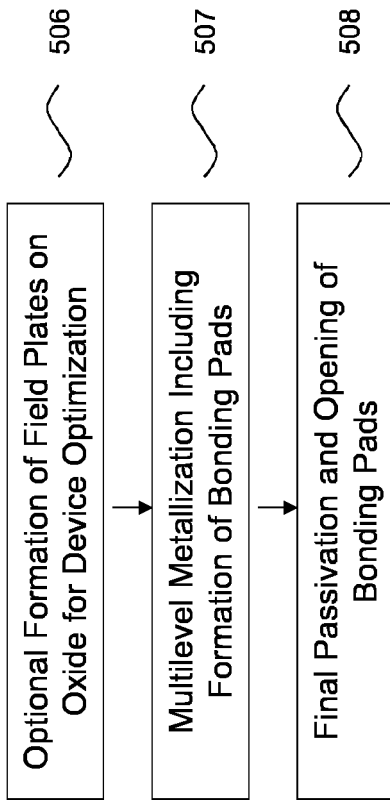 Optional Formation of Field Plates on
Oxide for Device Optimization
506
Multilevel Metallization Including
Formation of Bonding Pads
507
Final Passivation and Opening of
Bonding Pads
508